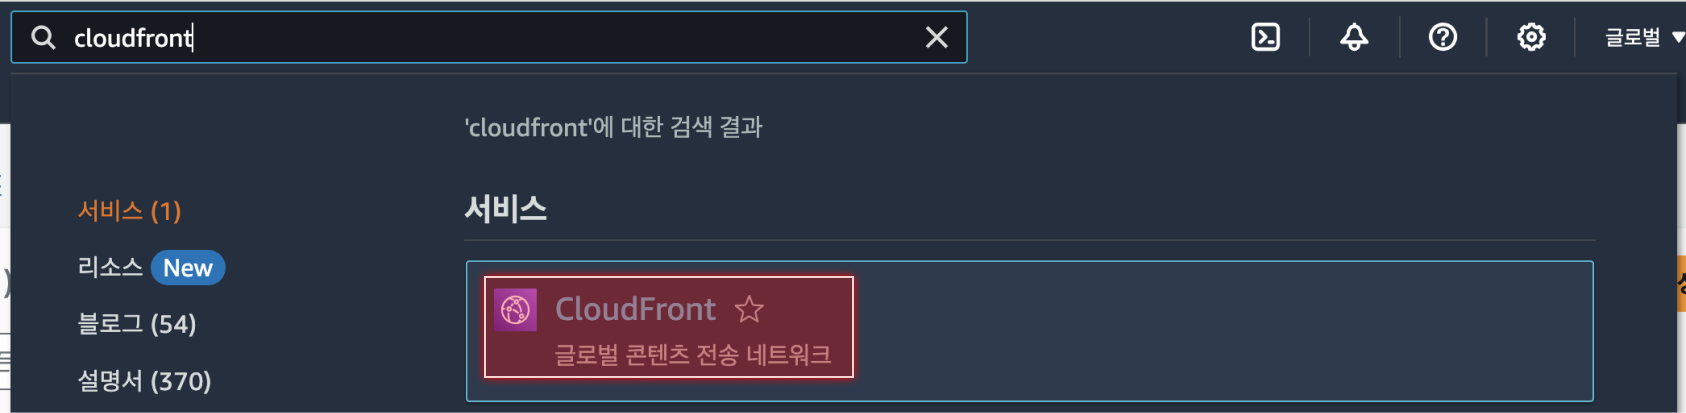 cloudfront
글로벌
'cloudfront'에 대한 검색 결과
서비스 (1)
리소스 New
블로그 (54)
설명서 (370)
서비스
CloudFront
글로벌 콘텐츠 전송 네트워크